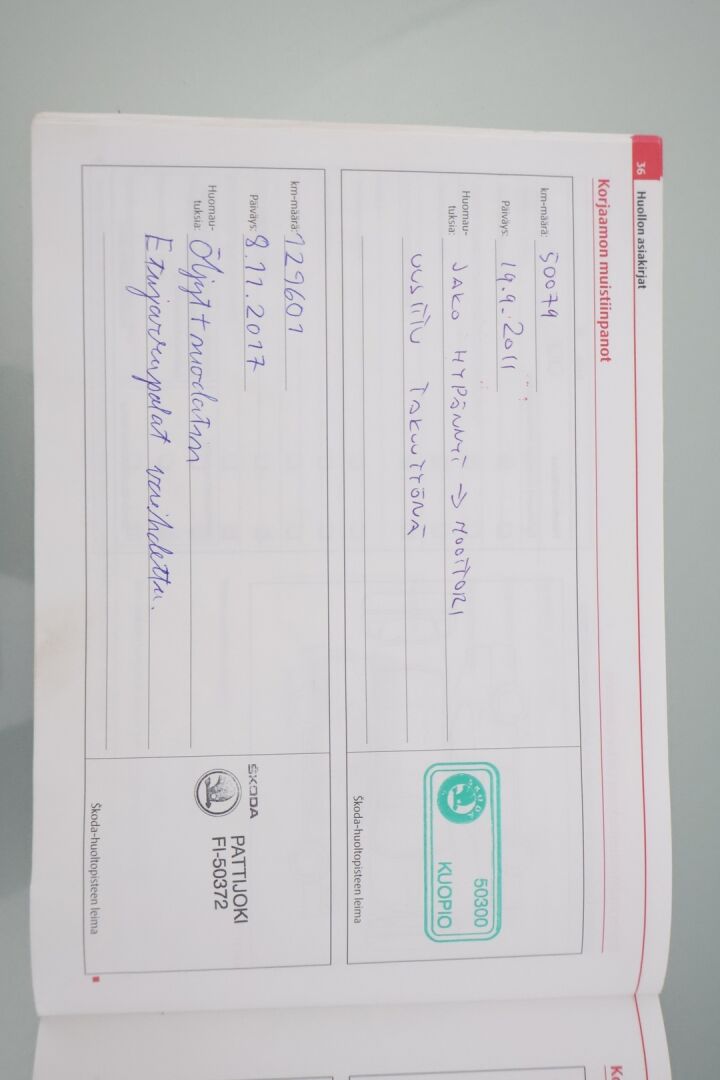 36 Huollon asiakirjat
Korjaamon muistiinpanot
km-määrä: 50079
Päiväys: 19.9.2011
Huomau-
tuksia: JAKO HYPÄNNYT → MOOTTORI
UUSITTU TAKUUTYÖNÄ
50300
KUOPIO
SKODA
Škoda-huoltopisteen leima
km-määrä: 129601
Päiväys: 8.11.2017
Huomau-
tuksia: Öljyt + suodatin
Etujarrupalat vaihdettu.
ŠKODA
PATTIJOKI
FI-50372
Škoda-huoltopisteen leima